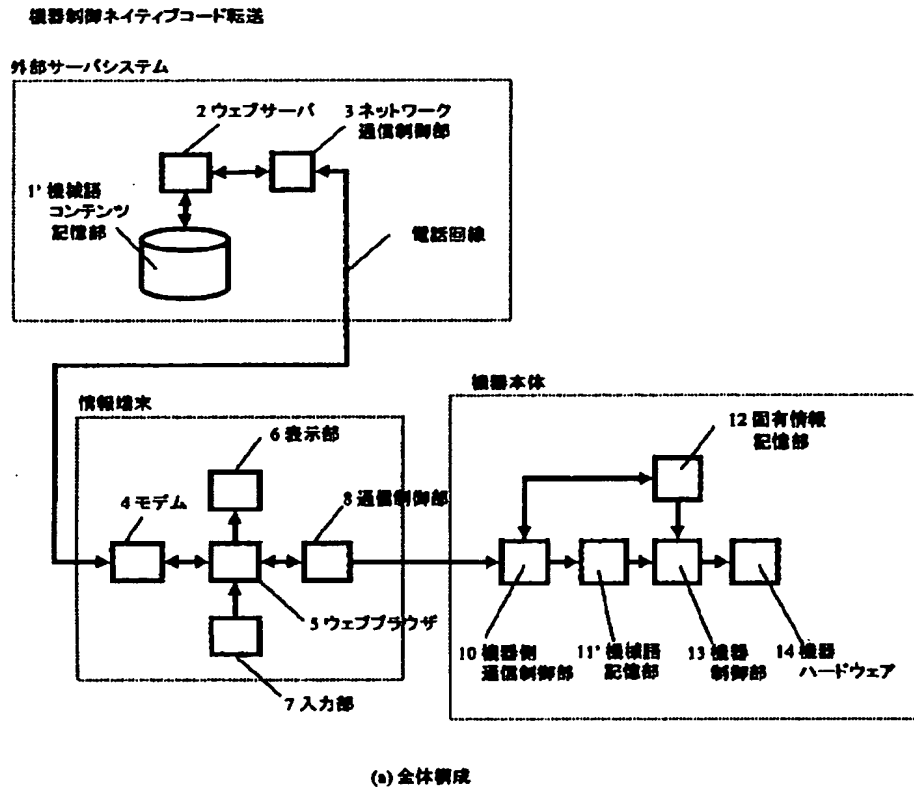 機器制御ネイティブコード転送
外部サーバシステム
2 ウェブサーバ
3 ネットワーク
通信制御部
1' 機械語
コンテンツ
記憶部
電話回線
情報端末
機器本体
6 表示部
12 固有情報
記憶部
4 モデム
8 通信制御部
5 ウェブブラウザ
10 機器側
通信制御部
11' 機械語
記憶部
13 機器
制御部
14 機器
ハードウェア
7 入力部
(a) 全体構成